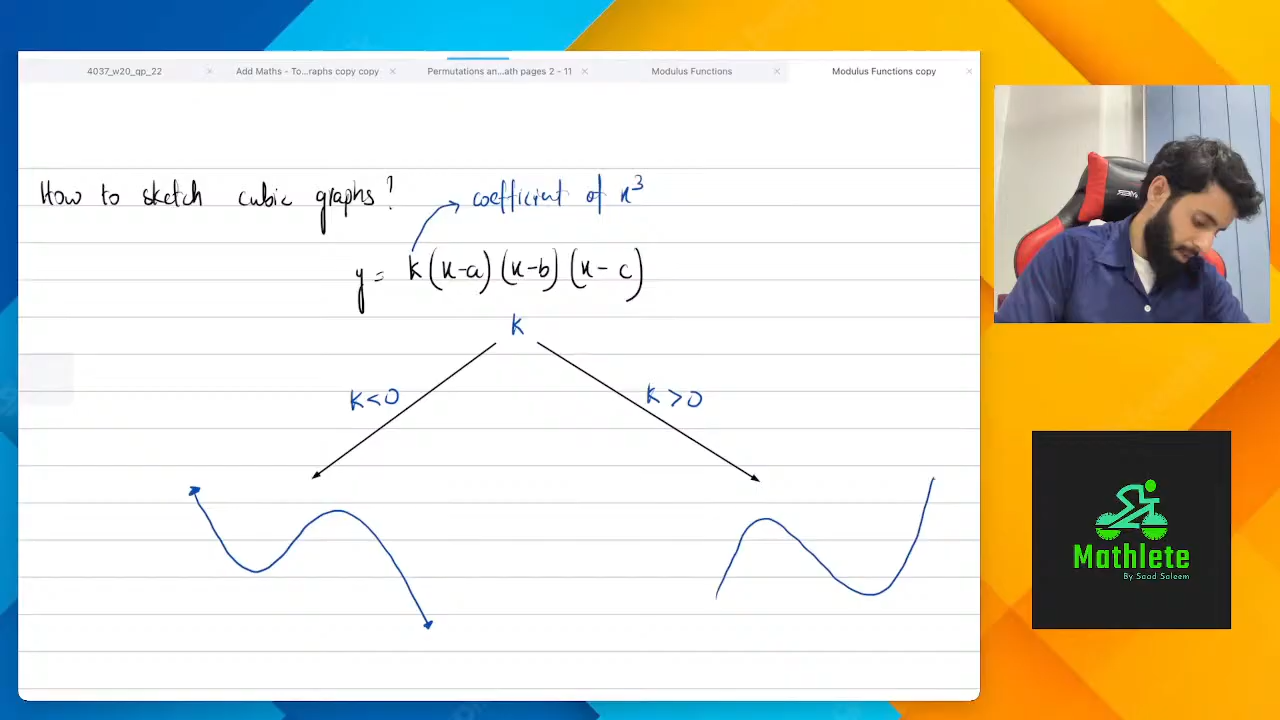 4037_w20_qp_22
Add Maths - To...raphs copy copy
Permutations an...ath pages 2 - 11
Modulus Functions
Modulus Functions copy
How to sketch cubic graphs?
coefficient of x³
y = k(x-a)(x-b)(x-c)
k
k<0
k>0
Mathlete
By Saad Saleem